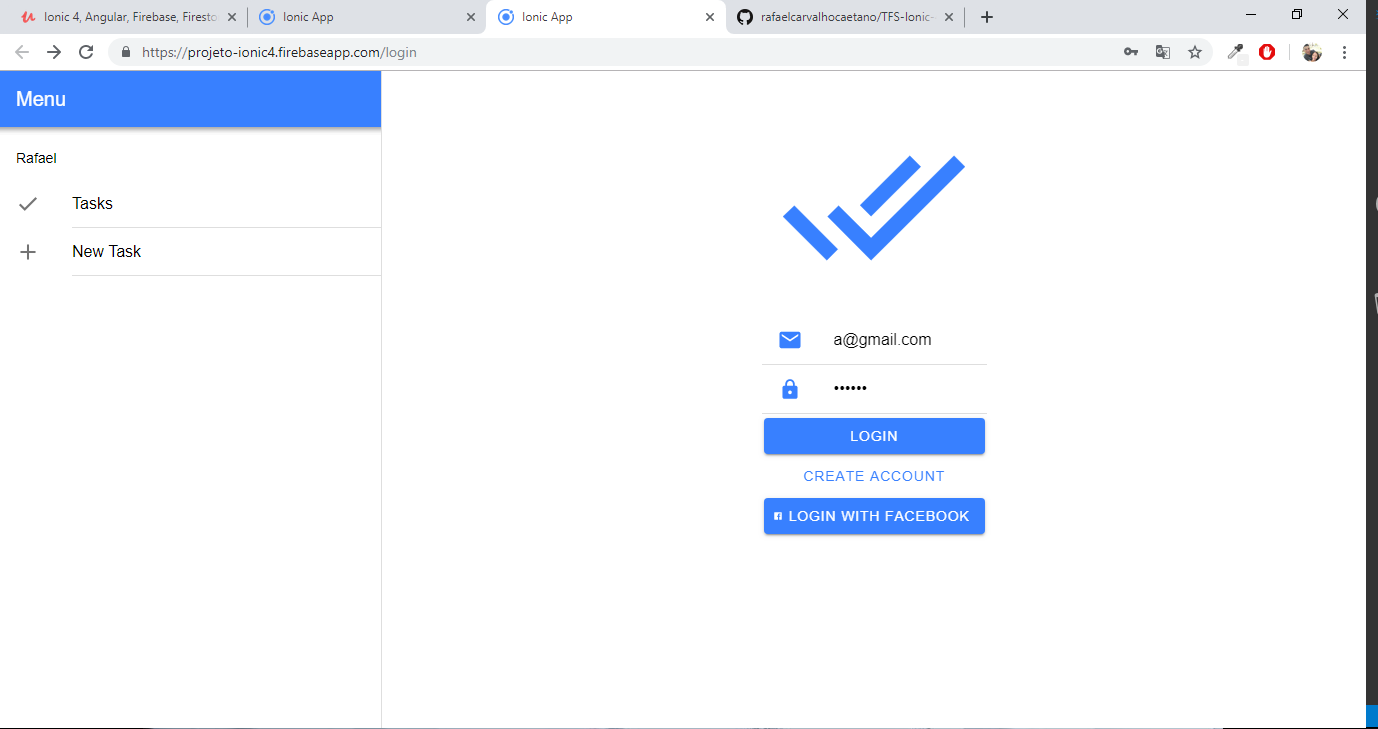 Ionic 4, Angular, Firebase, Firesto
Ionic App
Ionic App
rafaelcarvalhocaetano/TFS-Ionic-
https://projeto-ionic4.firebaseapp.com/login
Menu
Rafael
Tasks
New Task
a@gmail.com
••••••
LOGIN
CREATE ACCOUNT
LOGIN WITH FACEBOOK